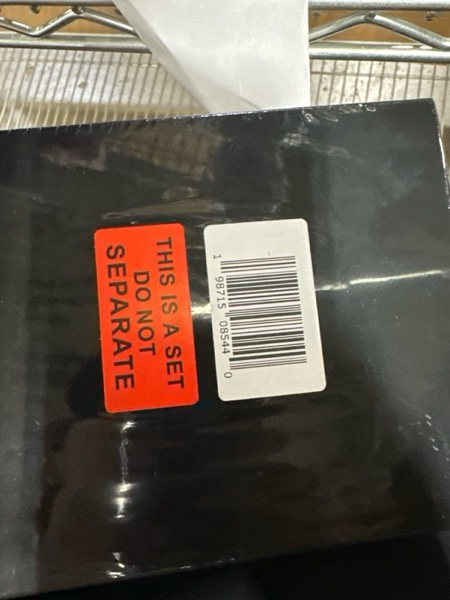 THIS IS A SET
DO NOT
SEPARATE
1 98715 08544 0